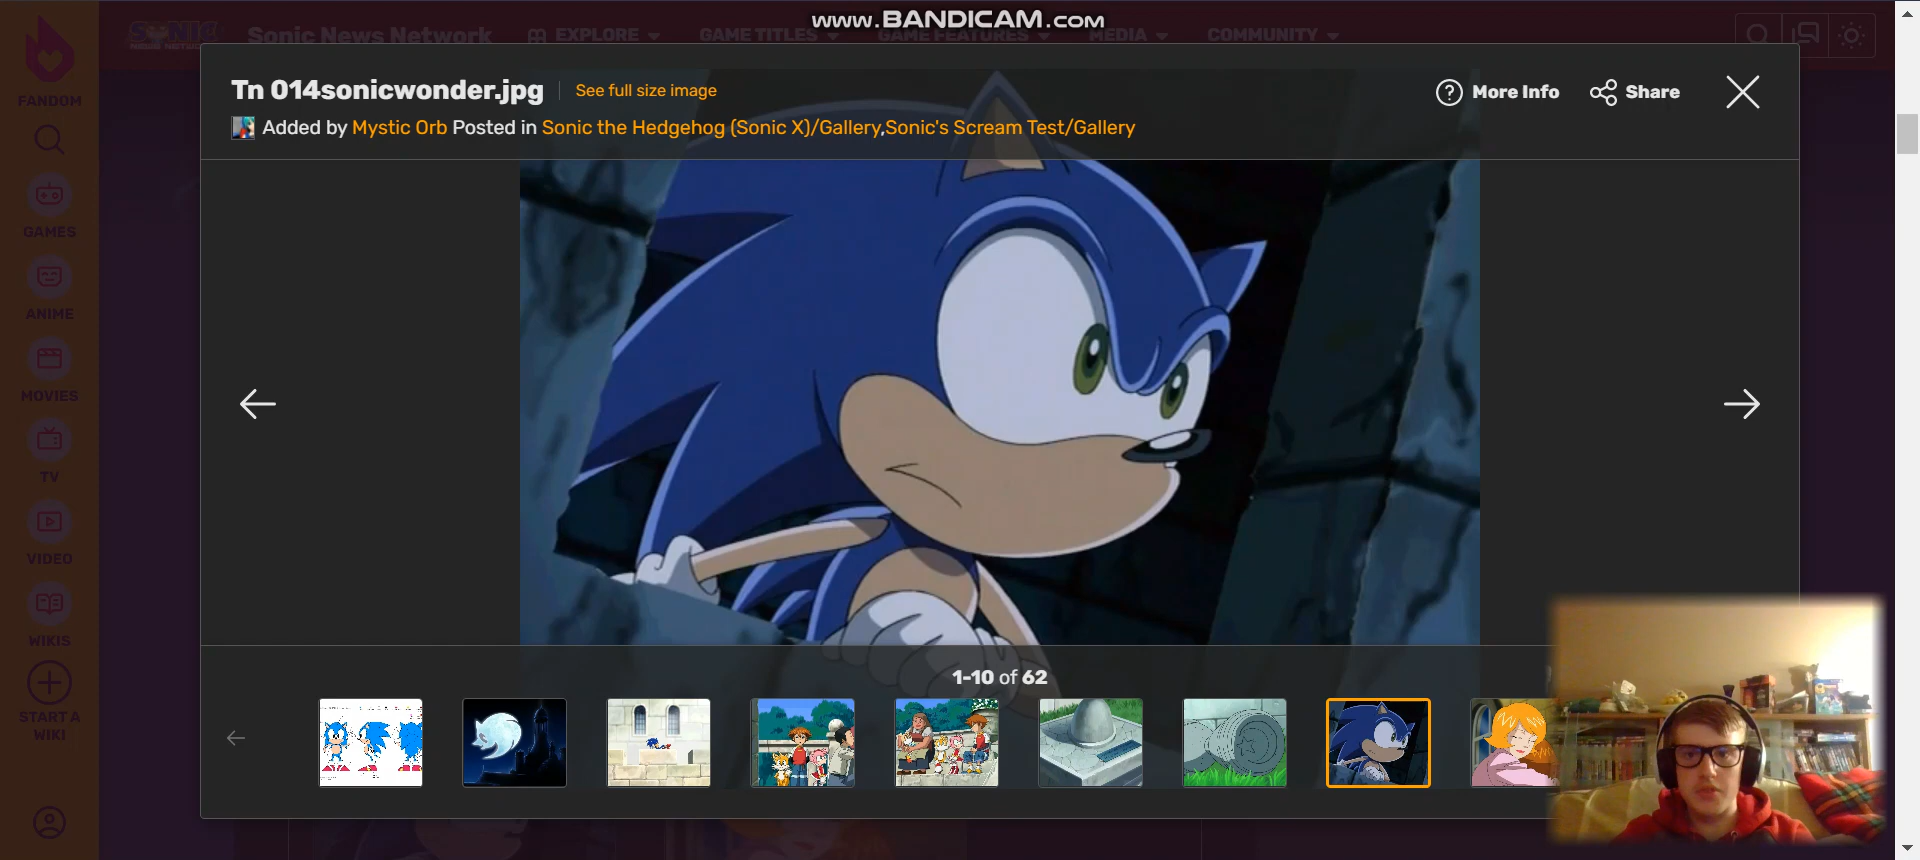 www.BANDICAM.com
SONIC
Sonic News Network
EXPLORE
GAME TITLES
GAME FEATURES
MEDIA
COMMUNITY
FANDOM
GAMES
ANIME
MOVIES
TV
VIDEO
WIKIS
START A
WIKI
Tn 014sonicwonder.jpg
See full size image
More Info
Share
Added by Mystic Orb Posted in Sonic the Hedgehog (Sonic X)/Gallery,Sonic's Scream Test/Gallery
1-10 of 62